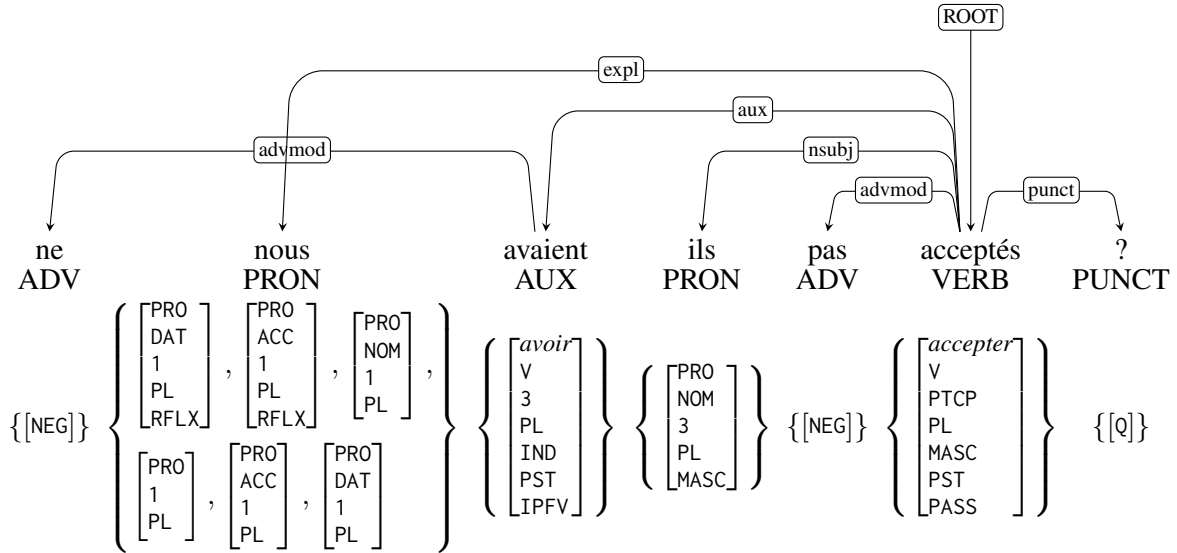 ROOT
expl
aux
advmod nsubj
advmod punct
ne nous avaient ils pas acceptés ?
ADV PRON AUX PRON ADV VERB PUNCT
{[NEG]} { [PRO DAT 1 PL RFLX] , [PRO ACC 1 PL RFLX] , [PRO NOM 1 PL] , [PRO 1 PL] , [PRO ACC 1 PL] , [PRO DAT 1 PL] } { [avoir V 3 PL IND PST IPFV] } { [PRO NOM 3 PL MASC] } {[NEG]} { [accepter V PTCP PL MASC PST PASS] } {[Q]}